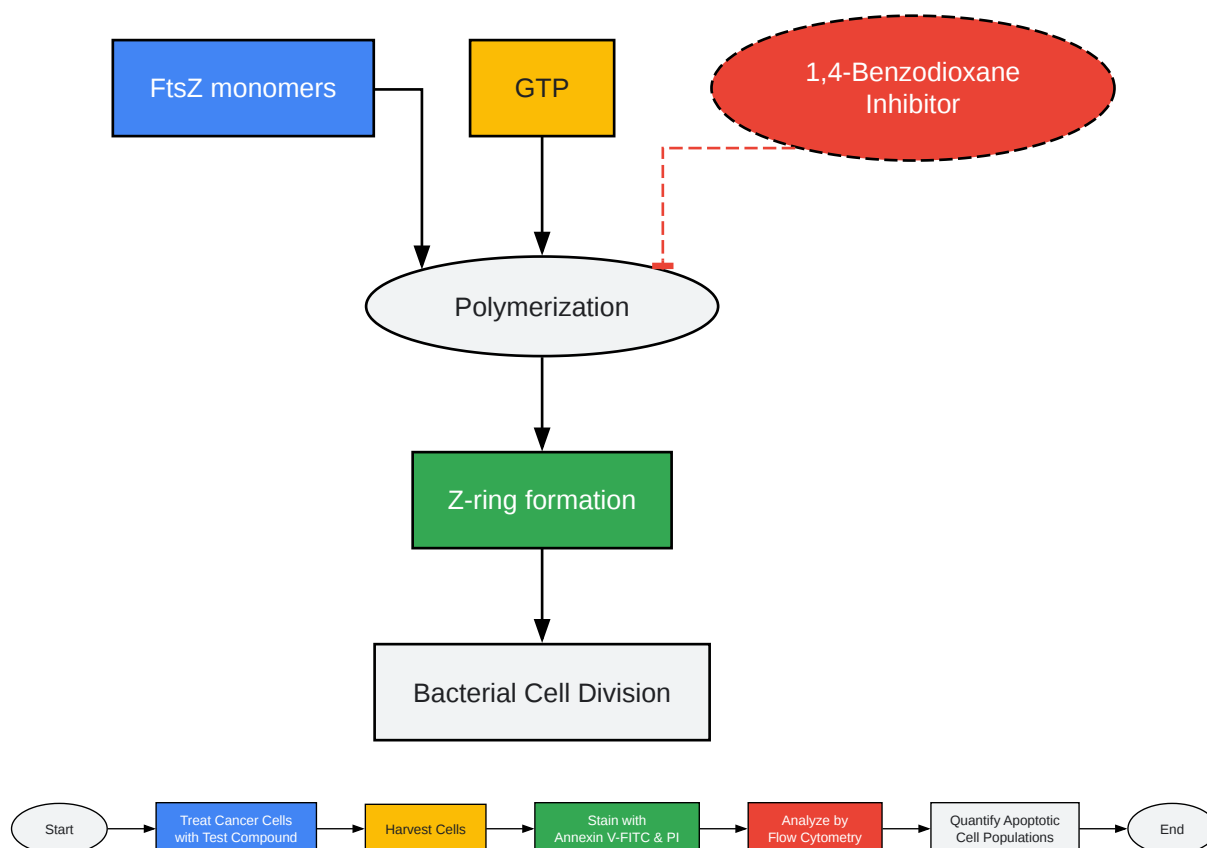 FtsZ monomers
GTP
1,4-Benzodioxane
Inhibitor
Polymerization
Z-ring formation
Bacterial Cell Division
Start
Treat Cancer Cells
with Test Compound
Harvest Cells
Stain with
Annexin V-FITC & PI
Analyze by
Flow Cytometry
Quantify Apoptotic
Cell Populations
End